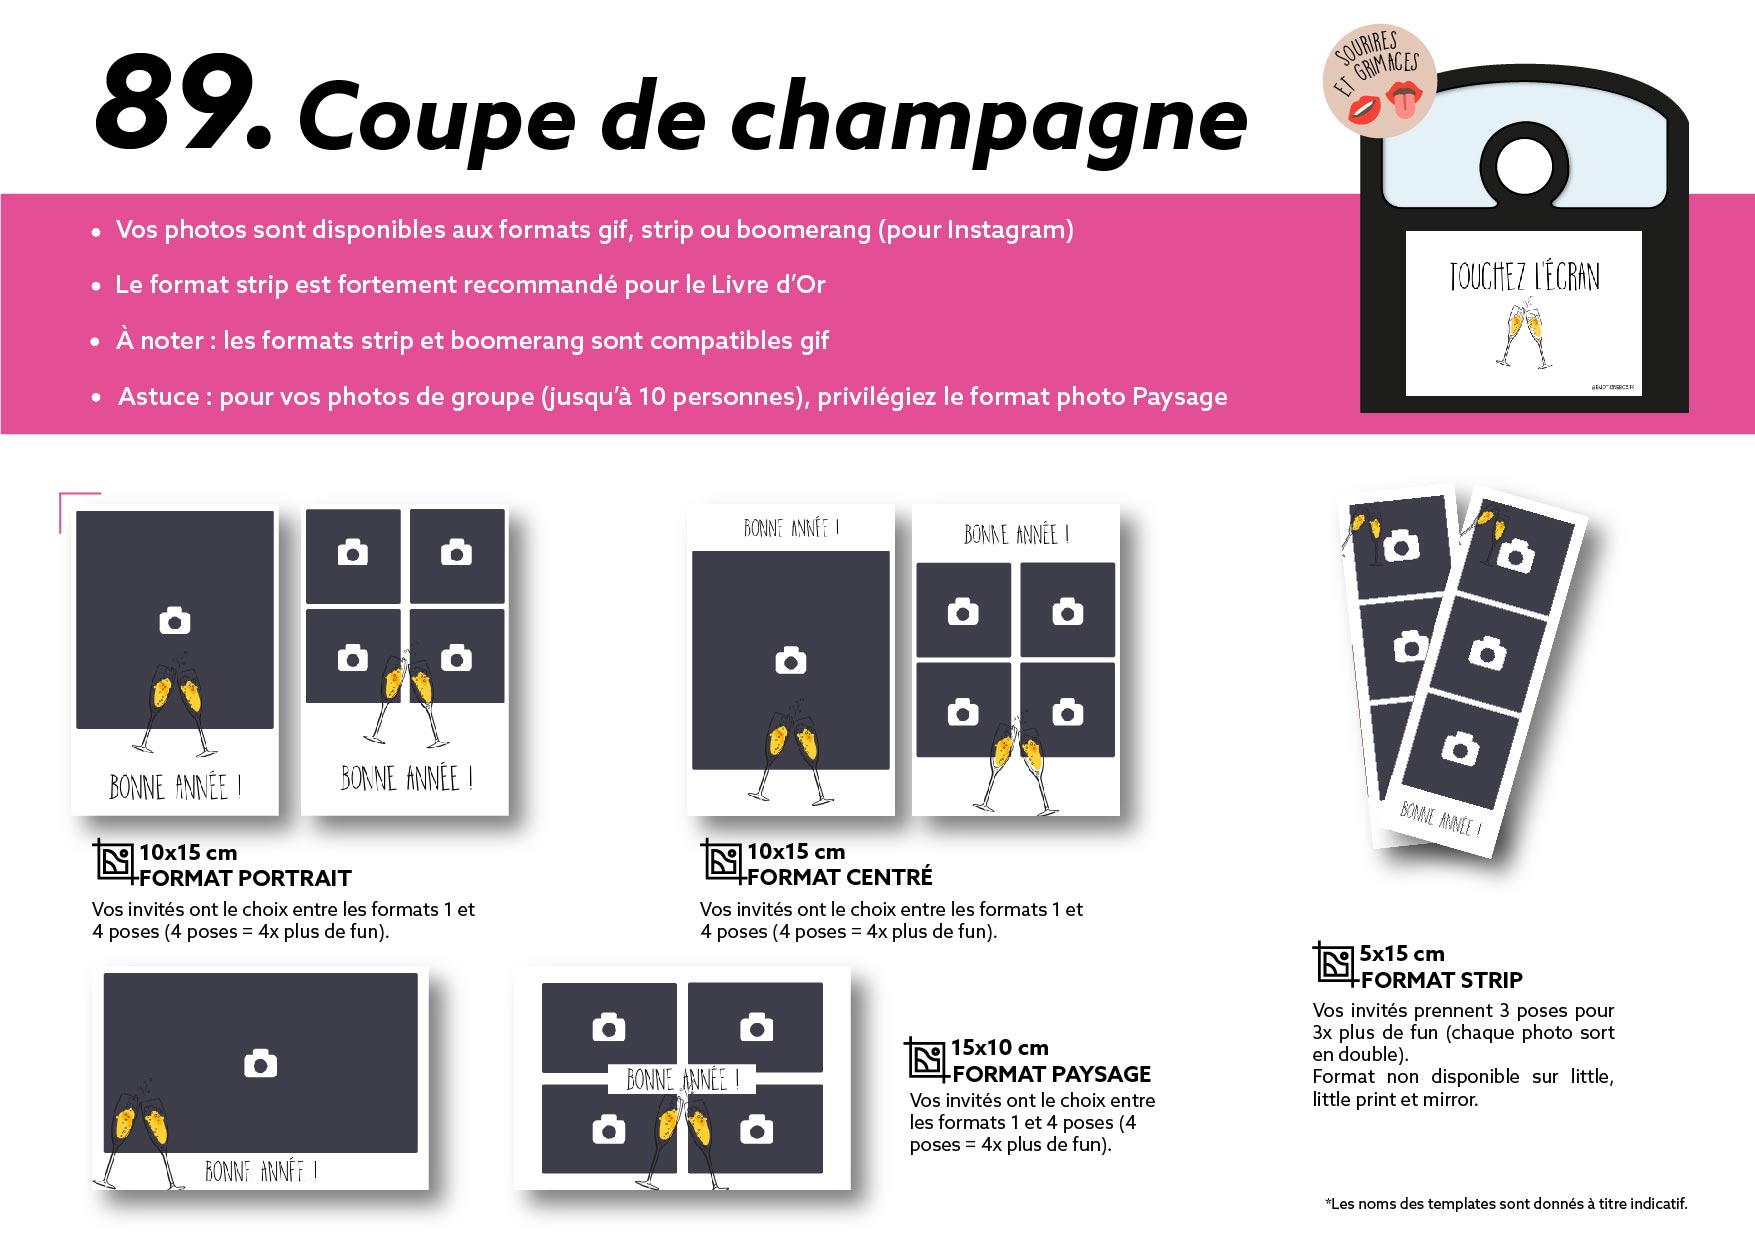 89. Coupe de champagne
SOURIRES
ET GRIMACES
• Vos photos sont disponibles aux formats gif, strip ou boomerang (pour Instagram)
• Le format strip est fortement recommandé pour le Livre d’Or
• À noter : les formats strip et boomerang sont compatibles gif
• Astuce : pour vos photos de groupe (jusqu’à 10 personnes), privilégiez le format photo Paysage
TOUCHEZ L'ÉCRAN
BONNE ANNÉE !
BONNE ANNÉE !
10x15 cm
FORMAT PORTRAIT
Vos invités ont le choix entre les formats 1 et
4 poses (4 poses = 4x plus de fun).
BONNE ANNÉE !
BONNE ANNÉE !
10x15 cm
FORMAT CENTRÉ
Vos invités ont le choix entre les formats 1 et
4 poses (4 poses = 4x plus de fun).
BONNE ANNÉE !
5x15 cm
FORMAT STRIP
Vos invités prennent 3 poses pour
3x plus de fun (chaque photo sort
en double).
Format non disponible sur little,
little print et mirror.
BONNE ANNÉE !
BONNE ANNÉE !
15x10 cm
FORMAT PAYSAGE
Vos invités ont le choix entre
les formats 1 et 4 poses (4
poses = 4x plus de fun).
*Les noms des templates sont donnés à titre indicatif.